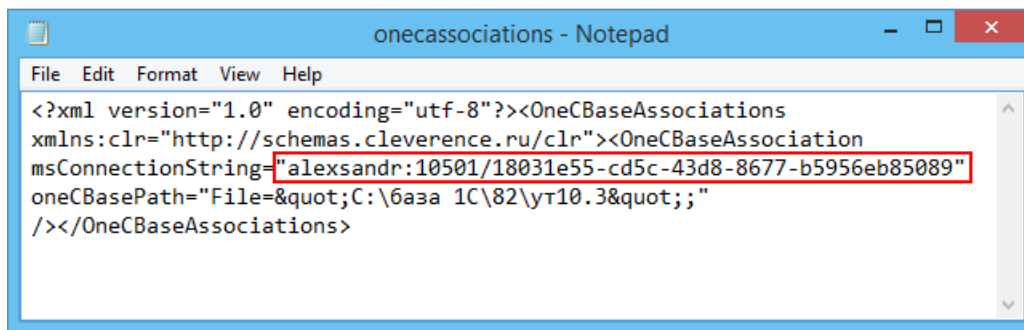 onecassociations - Notepad
File Edit Format View Help
<?xml version="1.0" encoding="utf-8"?><OneCBaseAssociations
xmlns:clr="http://schemas.cleverence.ru/clr"><OneCBaseAssociation
msConnectionString="alexsandr:10501/18031e55-cd5c-43d8-8677-b5956eb85089"
oneCBasePath="File=&quot;C:\база 1С\82\ут10.3&quot;;"
/></OneCBaseAssociations>